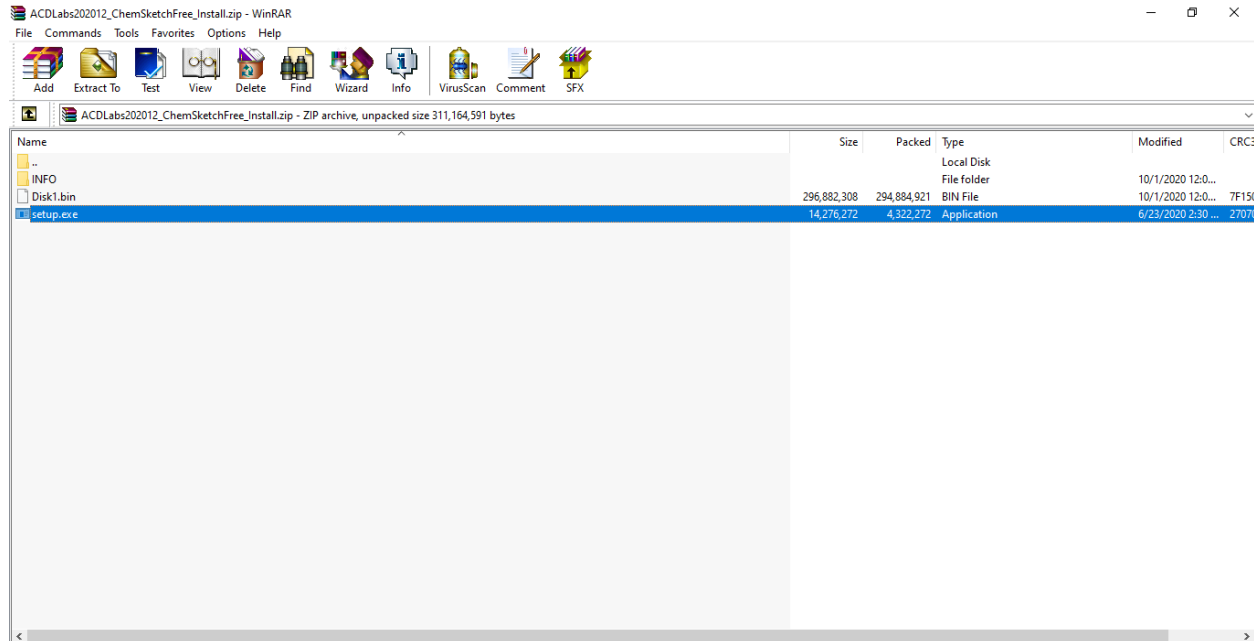 ACDLabs202012_ChemSketchFree_Install.zip - WinRAR
File Commands Tools Favorites Options Help
Add Extract To Test View Delete Find Wizard Info VirusScan Comment SFX
ACDLabs202012_ChemSketchFree_Install.zip - ZIP archive, unpacked size 311,164,591 bytes
Name Size Packed Type Modified CRC3
.. Local Disk
INFO File folder 10/1/2020 12:0...
Disk1.bin 296,882,308 294,884,921 BIN File 10/1/2020 12:0... 7F150
setup.exe 14,276,272 4,322,272 Application 6/23/2020 2:30 ... 27070